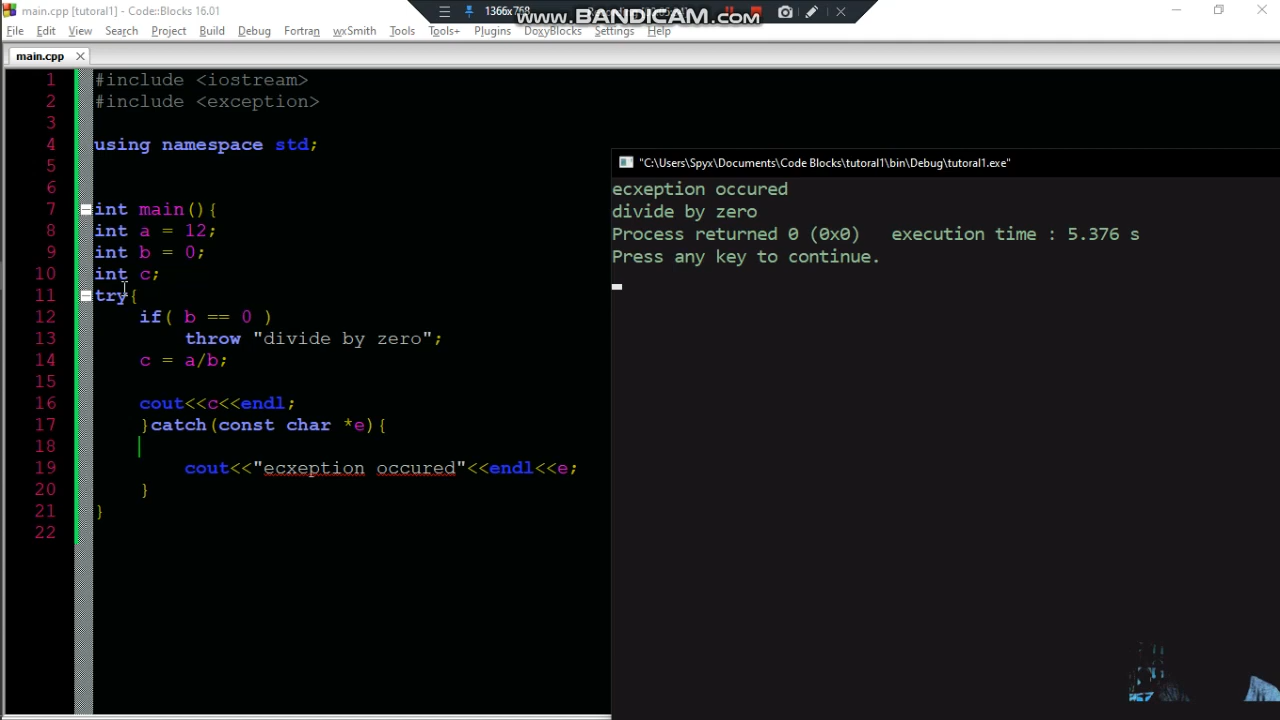 main.cpp [tutoral1] - Code::Blocks 16.01
1366x768
www.BANDICAM.com
File Edit View Search Project Build Debug Fortran wxSmith Tools Tools+ Plugins DoxyBlocks Settings Help
main.cpp
1 #include <iostream>
2 #include <exception>
3
4 using namespace std;
5
6
7 int main(){
8 int a = 12;
9 int b = 0;
10 int c;
11 try{
12 if( b == 0 )
13 throw "divide by zero";
14 c = a/b;
15
16 cout<<c<<endl;
17 }catch(const char *e){
18
19 cout<<"ecxeption occured"<<endl<<e;
20 }
21 }
22
"C:\Users\Spyx\Documents\Code Blocks\tutoral1\bin\Debug\tutoral1.exe"
ecxeption occured
divide by zero
Process returned 0 (0x0) execution time : 5.376 s
Press any key to continue.